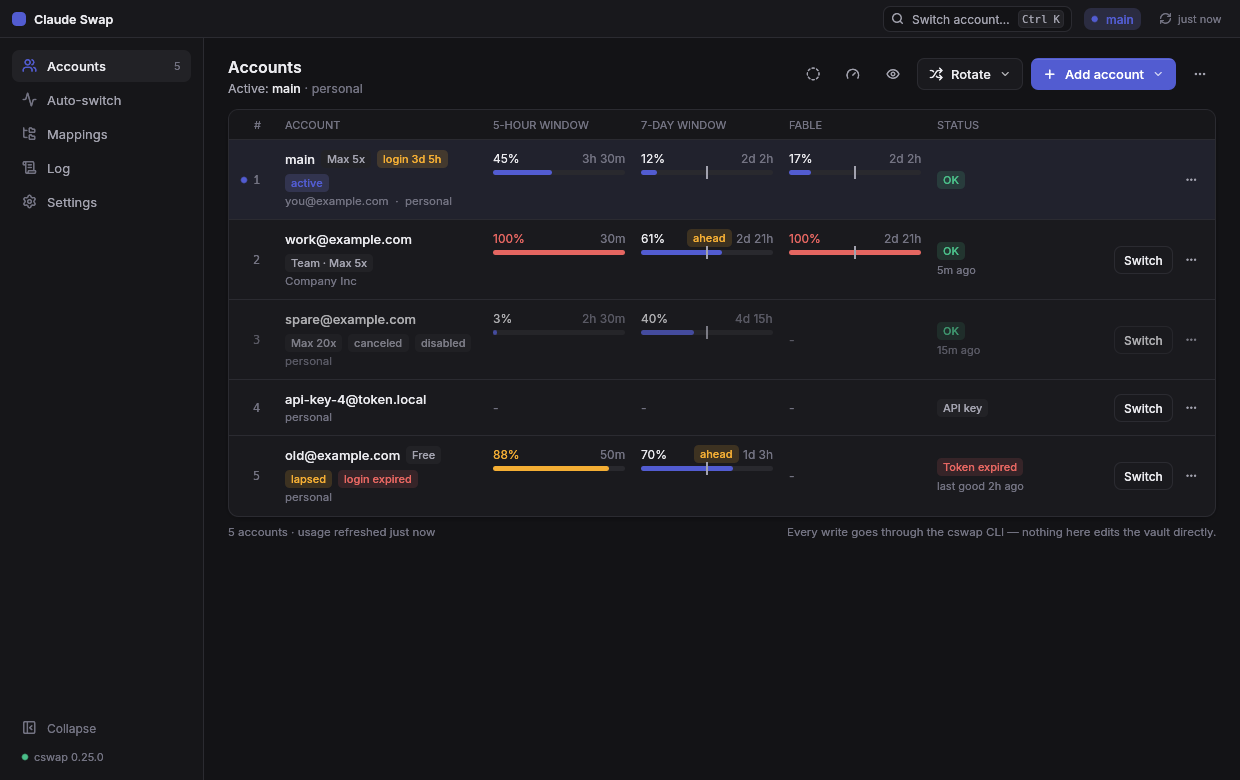 Claude Swap
Switch account... Ctrl K
main
just now
Accounts 5
Auto-switch
Mappings
Log
Settings
Collapse
cswap 0.25.0
Accounts
Active: main · personal
Rotate
Add account
# ACCOUNT 5-HOUR WINDOW 7-DAY WINDOW FABLE STATUS
1
main Max 5x login 3d 5h
active
you@example.com · personal
45% 3h 30m
12% 2d 2h
17% 2d 2h
OK
2
work@example.com
Team · Max 5x
Company Inc
100% 30m
61% ahead 2d 21h
100% 2d 21h
OK
5m ago
Switch
3
spare@example.com
Max 20x canceled disabled
personal
3% 2h 30m
40% 4d 15h
-
OK
15m ago
Switch
4
api-key-4@token.local
personal
-
-
-
API key
Switch
5
old@example.com Free
lapsed login expired
personal
88% 50m
70% ahead 1d 3h
-
Token expired
last good 2h ago
Switch
5 accounts · usage refreshed just now
Every write goes through the cswap CLI — nothing here edits the vault directly.